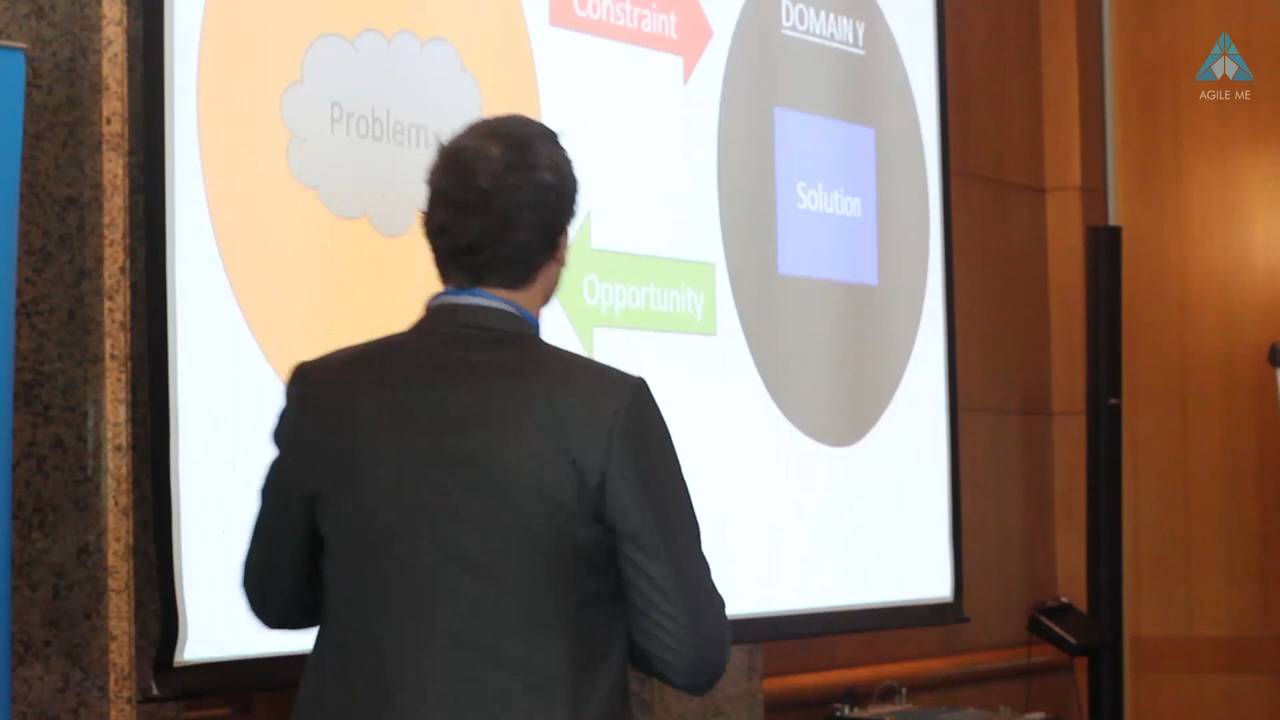 Constraint
DOMAIN Y
Problem
Solution
Opportunity
AGILE ME